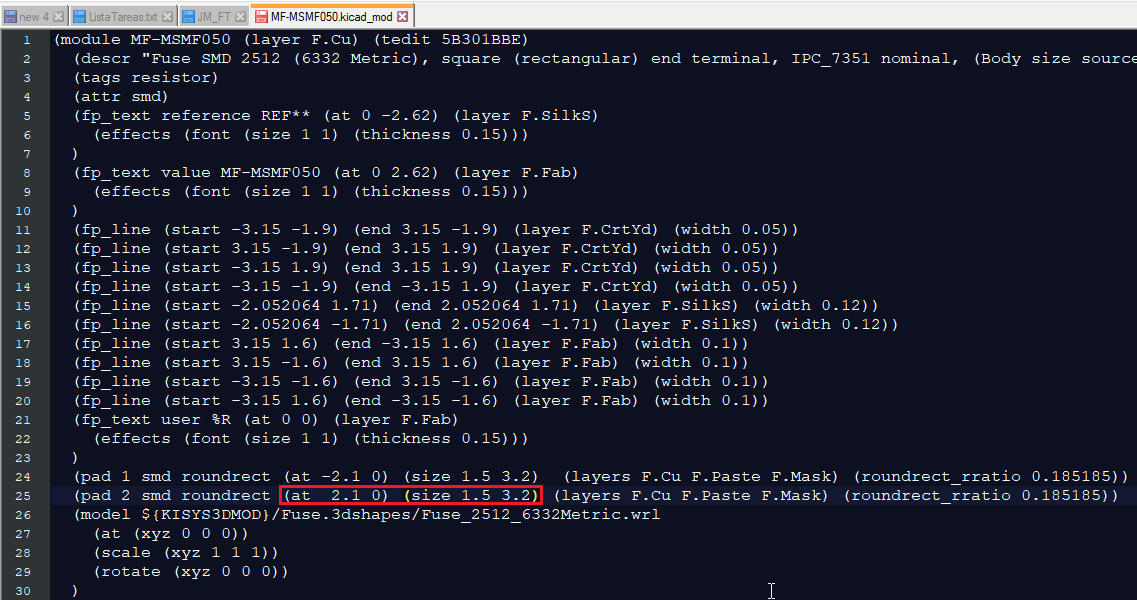 new 4 ListaTareas.txt JM_FT MF-MSMF050.kicad_mod
1 (module MF-MSMF050 (layer F.Cu) (tedit 5B301BBE)
2 (descr "Fuse SMD 2512 (6332 Metric), square (rectangular) end terminal, IPC_7351 nominal, (Body size source
3 (tags resistor)
4 (attr smd)
5 (fp_text reference REF** (at 0 -2.62) (layer F.SilkS)
6 (effects (font (size 1 1) (thickness 0.15)))
7 )
8 (fp_text value MF-MSMF050 (at 0 2.62) (layer F.Fab)
9 (effects (font (size 1 1) (thickness 0.15)))
10 )
11 (fp_line (start -3.15 -1.9) (end 3.15 -1.9) (layer F.CrtYd) (width 0.05))
12 (fp_line (start 3.15 -1.9) (end 3.15 1.9) (layer F.CrtYd) (width 0.05))
13 (fp_line (start -3.15 1.9) (end 3.15 1.9) (layer F.CrtYd) (width 0.05))
14 (fp_line (start -3.15 -1.9) (end -3.15 1.9) (layer F.CrtYd) (width 0.05))
15 (fp_line (start -2.052064 1.71) (end 2.052064 1.71) (layer F.SilkS) (width 0.12))
16 (fp_line (start -2.052064 -1.71) (end 2.052064 -1.71) (layer F.SilkS) (width 0.12))
17 (fp_line (start 3.15 1.6) (end -3.15 1.6) (layer F.Fab) (width 0.1))
18 (fp_line (start 3.15 -1.6) (end 3.15 1.6) (layer F.Fab) (width 0.1))
19 (fp_line (start -3.15 -1.6) (end 3.15 -1.6) (layer F.Fab) (width 0.1))
20 (fp_line (start -3.15 1.6) (end -3.15 -1.6) (layer F.Fab) (width 0.1))
21 (fp_text user %R (at 0 0) (layer F.Fab)
22 (effects (font (size 1 1) (thickness 0.15)))
23 )
24 (pad 1 smd roundrect (at -2.1 0) (size 1.5 3.2) (layers F.Cu F.Paste F.Mask) (roundrect_rratio 0.185185))
25 (pad 2 smd roundrect (at 2.1 0) (size 1.5 3.2) (layers F.Cu F.Paste F.Mask) (roundrect_rratio 0.185185))
26 (model ${KISYS3DMOD}/Fuse.3dshapes/Fuse_2512_6332Metric.wrl
27 (at (xyz 0 0 0))
28 (scale (xyz 1 1 1))
29 (rotate (xyz 0 0 0))
30 )